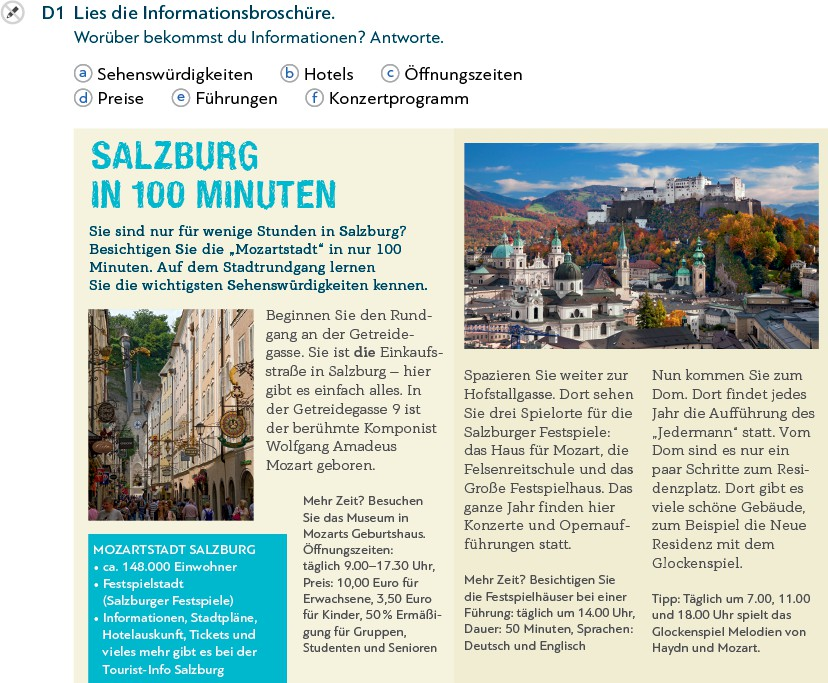 D1 Lies die Informationsbroschüre.
Worüber bekommst du Informationen? Antworte.
a Sehenswürdigkeiten b Hotels c Öffnungszeiten
d Preise e Führungen f Konzertprogramm
SALZBURG
IN 100 MINUTEN
Sie sind nur für wenige Stunden in Salzburg?
Besichtigen Sie die „Mozartstadt“ in nur 100
Minuten. Auf dem Stadtrundgang lernen
Sie die wichtigsten Sehenswürdigkeiten kennen.
Beginnen Sie den Rund-
gang an der Getreide-
gasse. Sie ist die Einkaufs-
straße in Salzburg – hier
gibt es einfach alles. In
der Getreidegasse 9 ist
der berühmte Komponist
Wolfgang Amadeus
Mozart geboren.
Mehr Zeit? Besuchen
Sie das Museum in
Mozarts Geburtshaus.
Öffnungszeiten:
täglich 9.00–17.30 Uhr,
Preis: 10,00 Euro für
Erwachsene, 3,50 Euro
für Kinder, 50 % Ermäßi-
gung für Gruppen,
Studenten und Senioren
MOZARTSTADT SALZBURG
• ca. 148.000 Einwohner
• Festspielstadt
(Salzburger Festspiele)
• Informationen, Stadtpläne,
Hotelauskunft, Tickets und
vieles mehr gibt es bei der
Tourist-Info Salzburg
Spazieren Sie weiter zur
Hofstallgasse. Dort sehen
Sie drei Spielorte für die
Salzburger Festspiele:
das Haus für Mozart, die
Felsenreitschule und das
Große Festspielhaus. Das
ganze Jahr finden hier
Konzerte und Opernauf-
führungen statt.
Mehr Zeit? Besichtigen Sie
die Festspielhäuser bei einer
Führung: täglich um 14.00 Uhr,
Dauer: 50 Minuten, Sprachen:
Deutsch und Englisch
Nun kommen Sie zum
Dom. Dort findet jedes
Jahr die Aufführung des
„Jedermann“ statt. Vom
Dom sind es nur ein
paar Schritte zum Resi-
denzplatz. Dort gibt es
viele schöne Gebäude,
zum Beispiel die Neue
Residenz mit dem
Glockenspiel.
Tipp: Täglich um 7.00, 11.00
und 18.00 Uhr spielt das
Glockenspiel Melodien von
Haydn und Mozart.